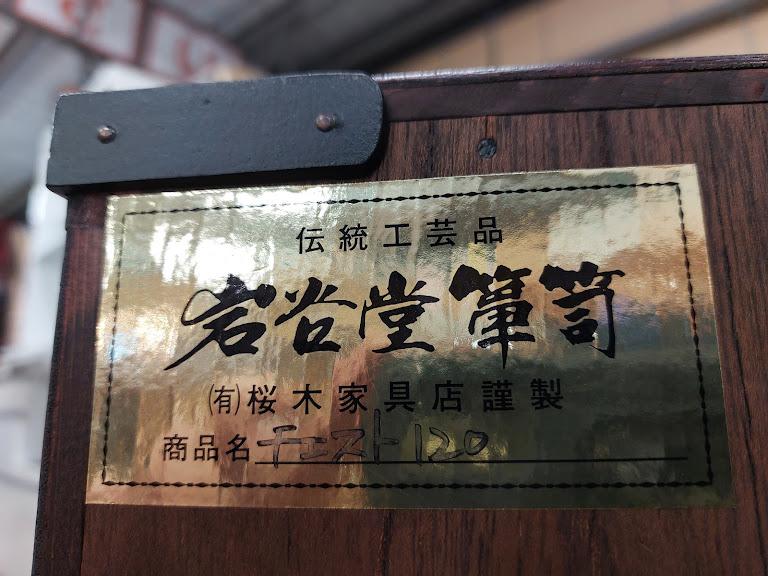 伝統工芸品
岩谷堂箪笥
㈲桜木家具店謹製
商品名 チェスト120